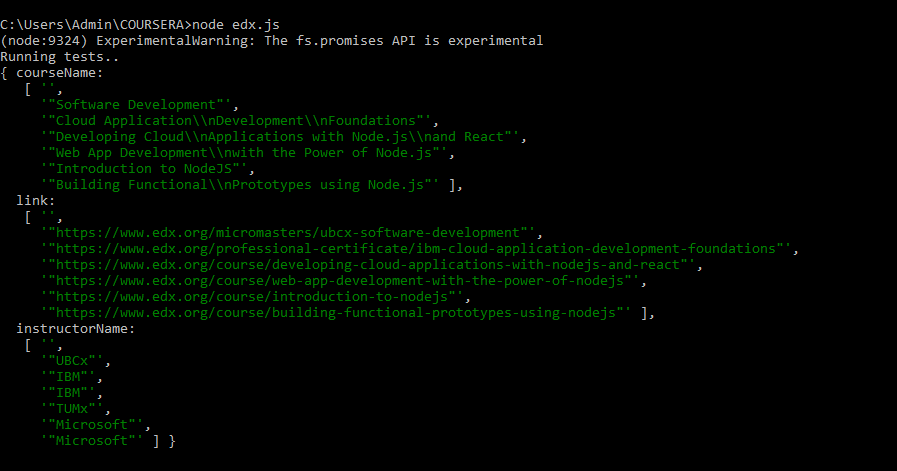 C:\Users\Admin\COURSERA>node edx.js
(node:9324) ExperimentalWarning: The fs.promises API is experimental
Running tests..
{ courseName:
   [ '',
     '"Software Development"',
     '"Cloud Application\\nDevelopment\\nFoundations"',
     '"Developing Cloud\\nApplications with Node.js\\nand React"',
     '"Web App Development\\nwith the Power of Node.js"',
     '"Introduction to NodeJS"',
     '"Building Functional\\nPrototypes using Node.js"' ],
  link:
   [ '',
     '"https://www.edx.org/micromasters/ubcx-software-development"',
     '"https://www.edx.org/professional-certificate/ibm-cloud-application-development-foundations"',
     '"https://www.edx.org/course/developing-cloud-applications-with-nodejs-and-react"',
     '"https://www.edx.org/course/web-app-development-with-the-power-of-nodejs"',
     '"https://www.edx.org/course/introduction-to-nodejs"',
     '"https://www.edx.org/course/building-functional-prototypes-using-nodejs"' ],
  instructorName:
   [ '',
     '"UBCx"',
     '"IBM"',
     '"IBM"',
     '"TUMx"',
     '"Microsoft"',
     '"Microsoft"' ] }